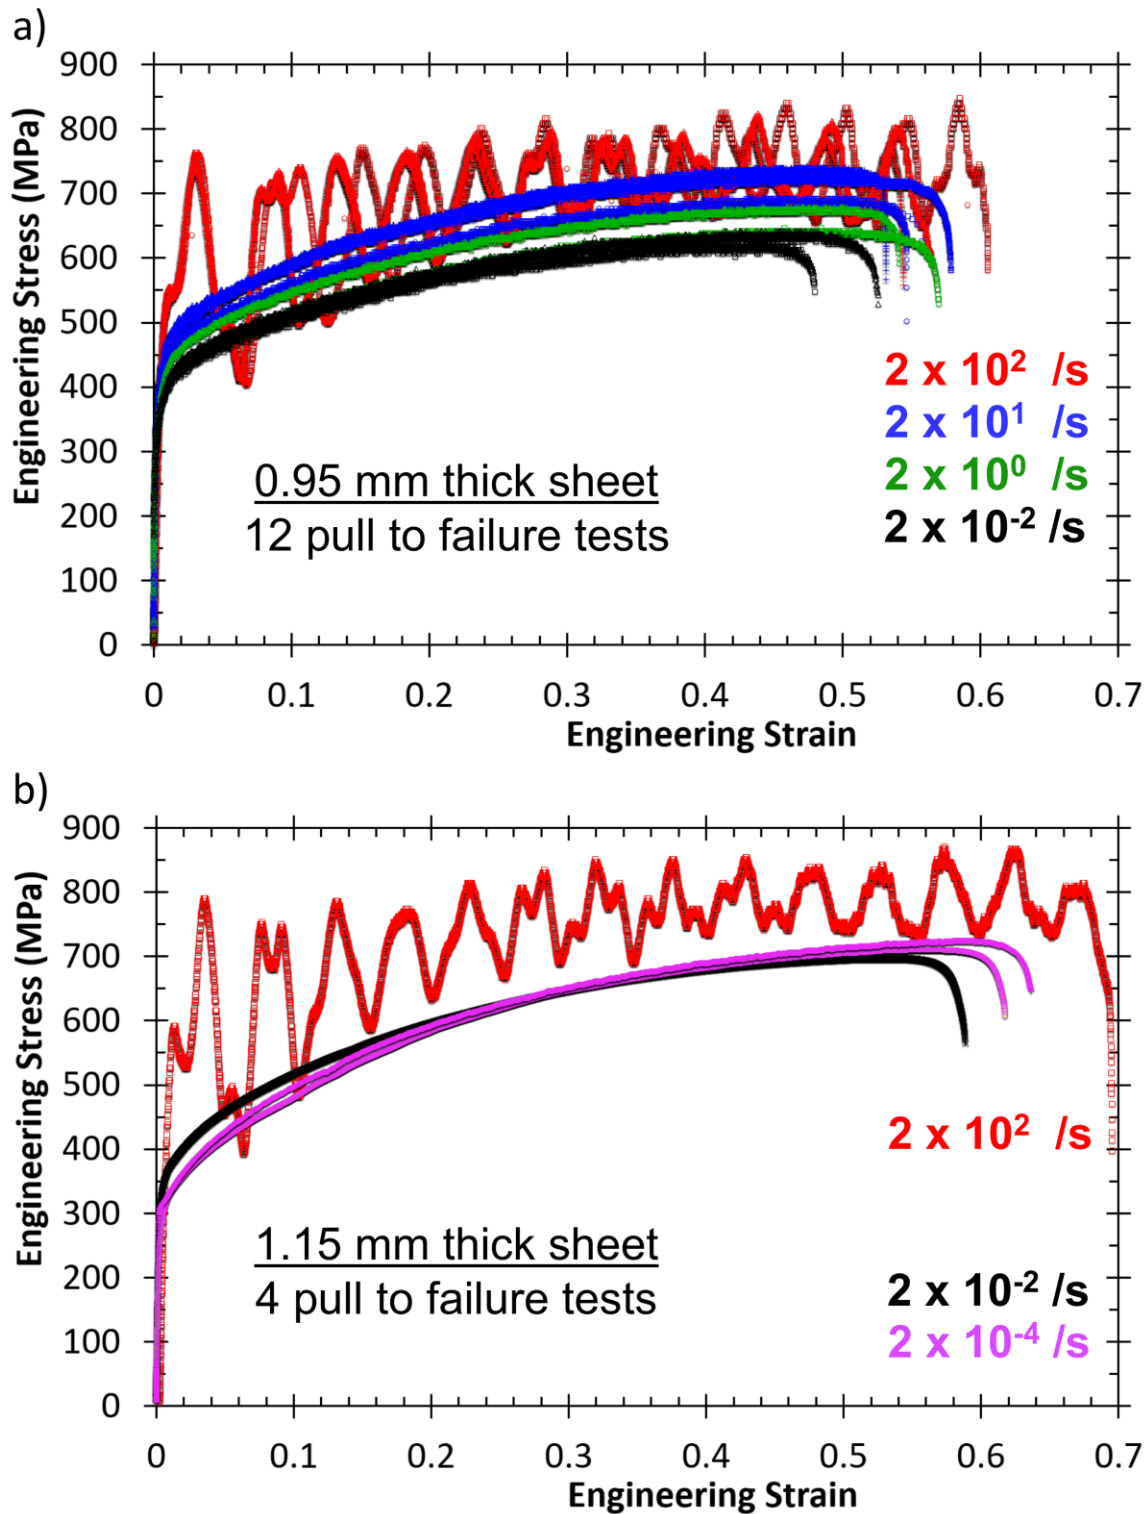 a)
900
800
700
600
500
400
300
200
100
0
Engineering Stress (MPa)
2 x 10² /s
2 x 10¹ /s
2 x 10⁰ /s
2 x 10⁻² /s
0.95 mm thick sheet
12 pull to failure tests
0 0.1 0.2 0.3 0.4 0.5 0.6 0.7
Engineering Strain
b)
900
800
700
600
500
400
300
200
100
0
Engineering Stress (MPa)
2 x 10² /s
1.15 mm thick sheet
4 pull to failure tests
2 x 10⁻² /s
2 x 10⁻⁴ /s
0 0.1 0.2 0.3 0.4 0.5 0.6 0.7
Engineering Strain